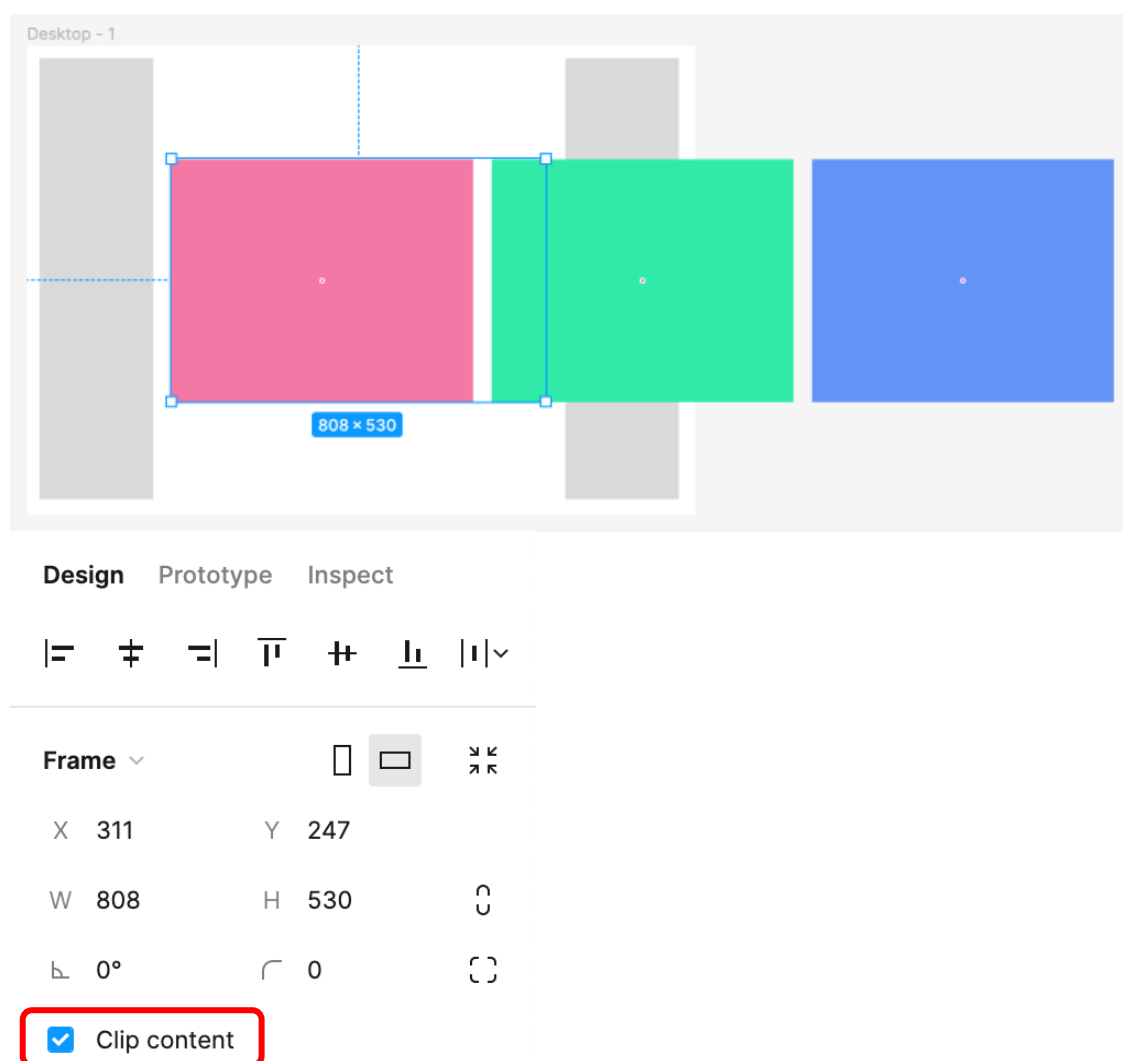 Desktop - 1
808 × 530
Design Prototype Inspect
Frame
X 311 Y 247
W 808 H 530
0° 0
Clip content